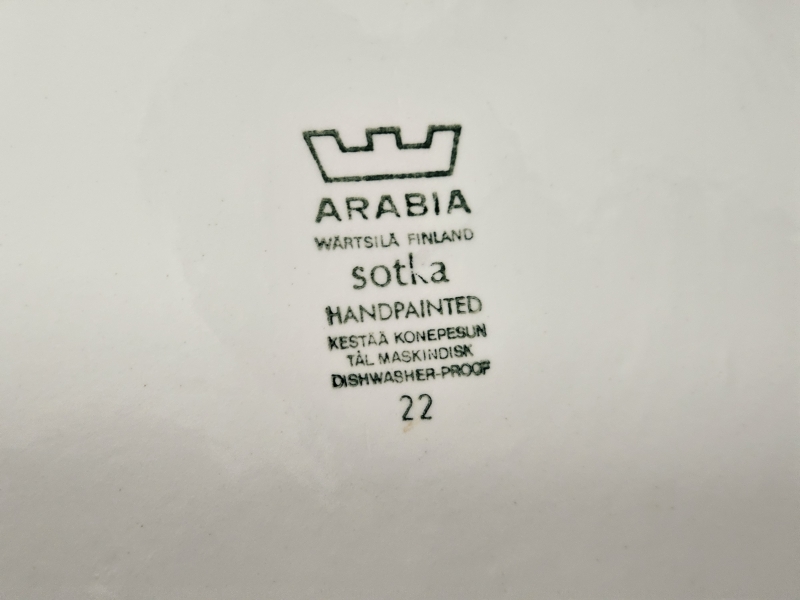 ARABIA
WÄRTSILÄ FINLAND
sotka
HANDPAINTED
KESTÄÄ KONEPESUN
TÅL MASKINDISK
DISHWASHER-PROOF
22